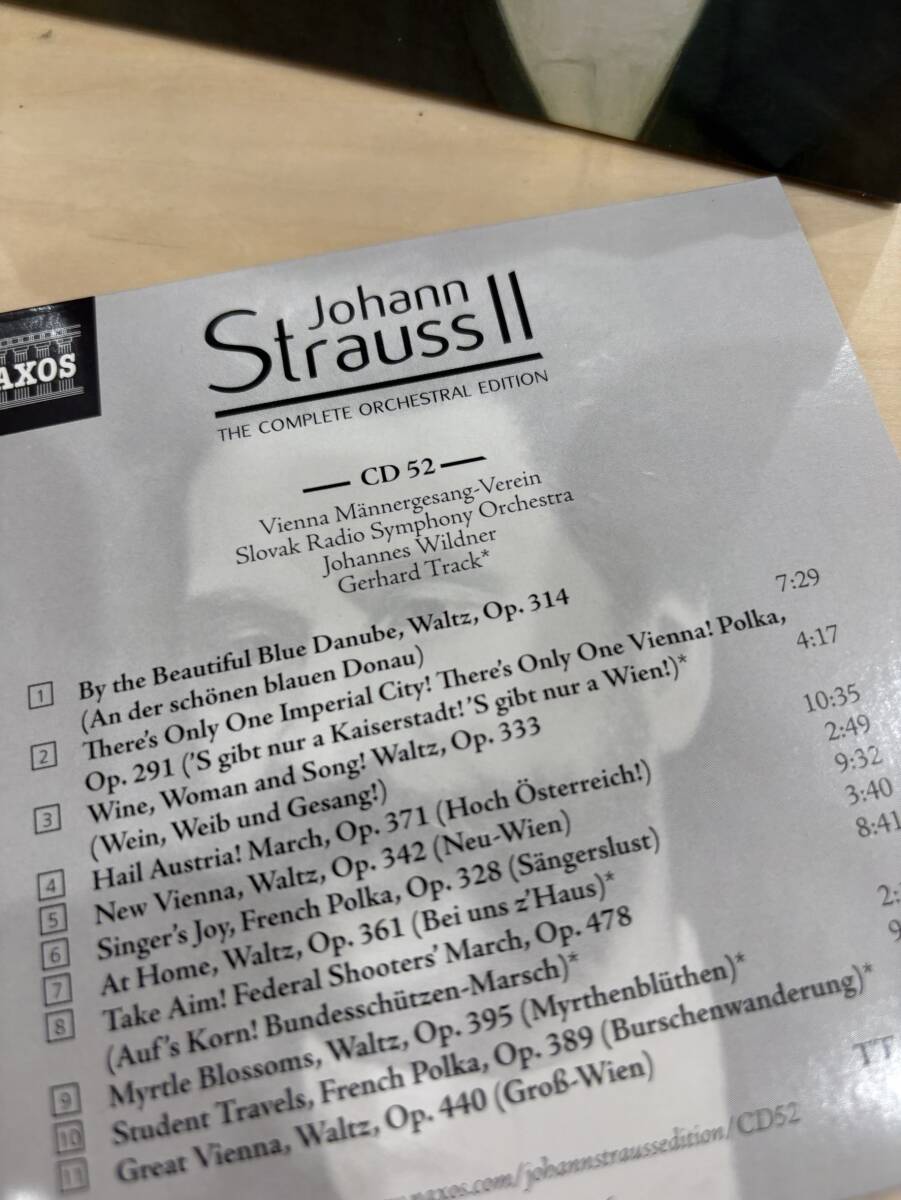 AXOS
Johann
Strauss II
THE COMPLETE ORCHESTRAL EDITION
CD 52
Vienna Männergesang-Verein
Slovak Radio Symphony Orchestra
Johannes Wildner
Gerhard Track*
1 By the Beautiful Blue Danube, Waltz, Op. 314 7:29
(An der schönen blauen Donau)
2 There's Only One Imperial City! There's Only One Vienna! Polka, 4:17
Op. 291 ('S gibt nur a Kaiserstadt! 'S gibt nur a Wien!)*
3 Wine, Woman and Song! Waltz, Op. 333 10:35
(Wein, Weib und Gesang!)
4 Hail Austria! March, Op. 371 (Hoch Österreich!) 2:49
5 New Vienna, Waltz, Op. 342 (Neu-Wien) 9:32
6 Singer's Joy, French Polka, Op. 328 (Sängerslust) 3:40
7 At Home, Waltz, Op. 361 (Bei uns z'Haus)* 8:41
8 Take Aim! Federal Shooters' March, Op. 478 2:
(Auf's Korn! Bundesschützen-Marsch)*
9 Myrtle Blossoms, Waltz, Op. 395 (Myrthenblüthen)* 9
10 Student Travels, French Polka, Op. 389 (Burschenwanderung)*
11 Great Vienna, Waltz, Op. 440 (Groß-Wien)
TT
naxos.com/johannstraussedition/CD52